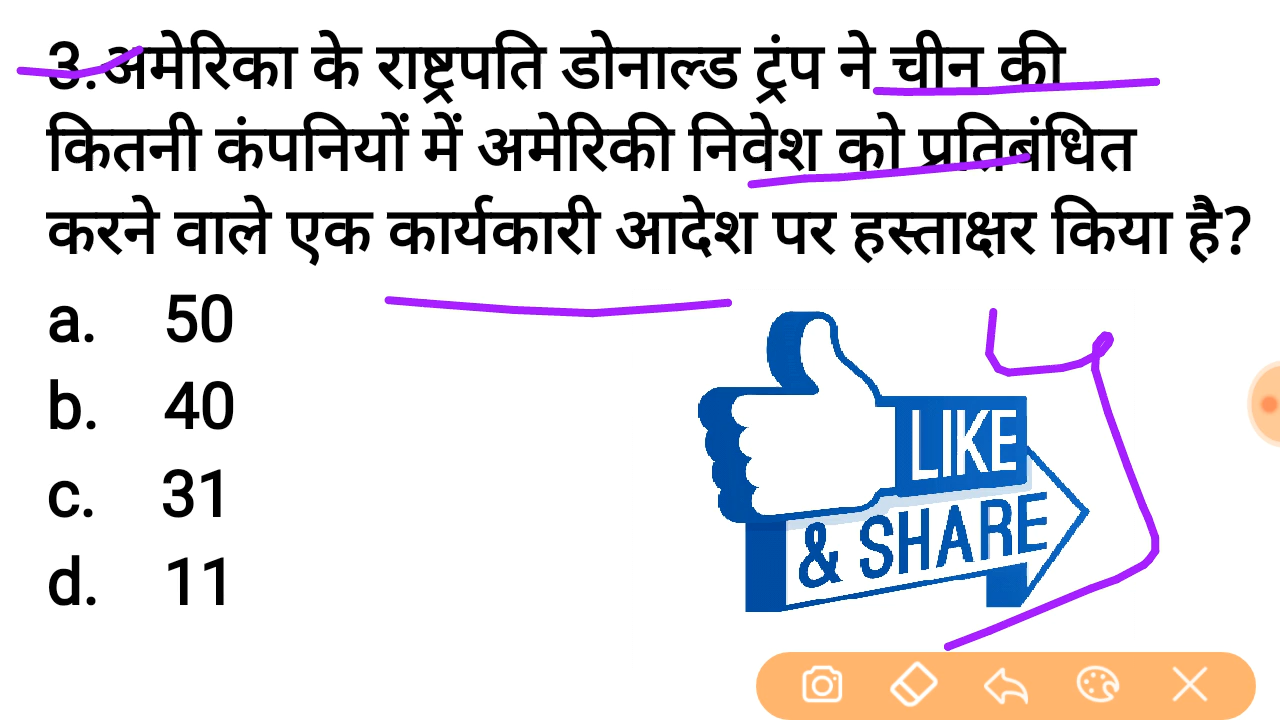 3.अमेरिका के राष्ट्रपति डोनाल्ड ट्रंप ने चीन की
कितनी कंपनियों में अमेरिकी निवेश को प्रतिबंधित
करने वाले एक कार्यकारी आदेश पर हस्ताक्षर किया है?
a. 50
b. 40
c. 31
d. 11
LIKE
& SHARE